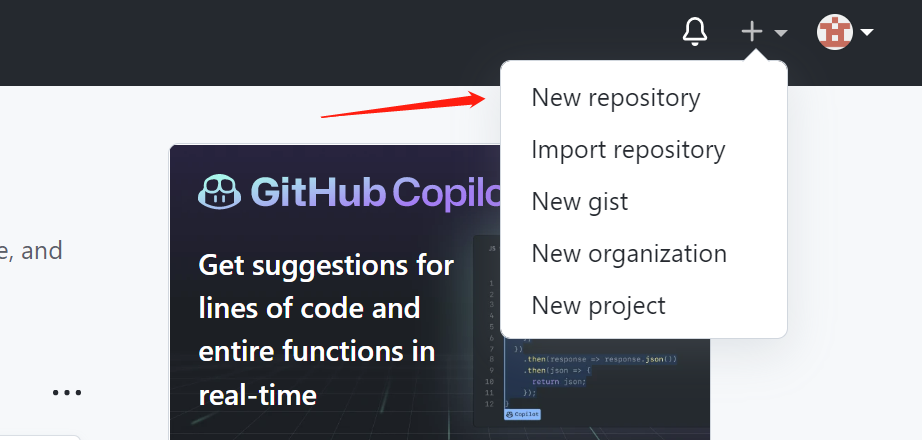 New repository
Import repository
New gist
New organization
New project
GitHub Copilo
Get suggestions for
lines of code and
entire functions in
real-time
e, and
JS
1
2
3
4
5
6
7
8
9
10
11
12
})
.then(response => response.json())
.then(json => {
return json;
});
}
Copilot